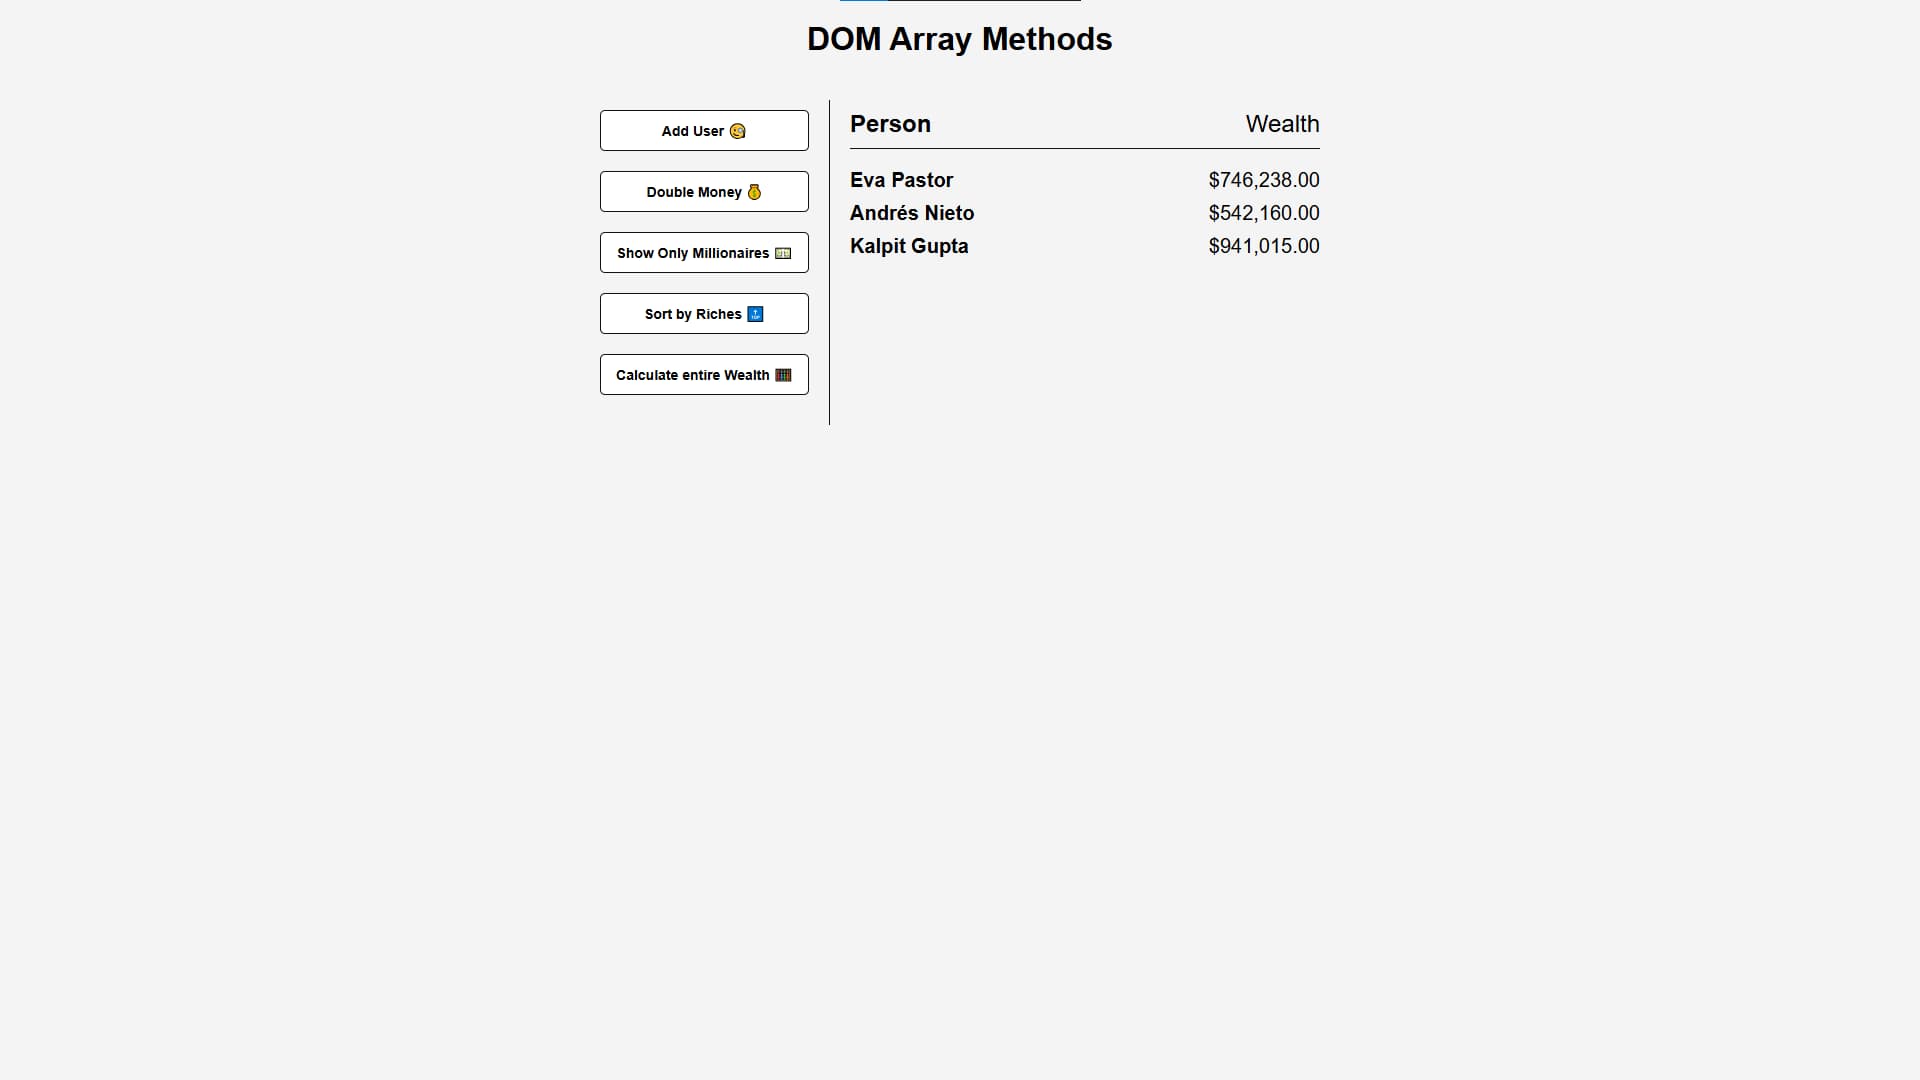 DOM Array Methods
Add User 🧐
Double Money 💰
Show Only Millionaires 💵
Sort by Riches 🔝
Calculate entire Wealth 🧮
Person Wealth
Eva Pastor $746,238.00
Andrés Nieto $542,160.00
Kalpit Gupta $941,015.00